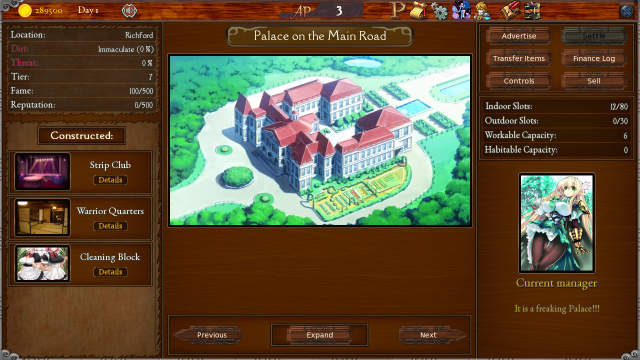 289500 Day 1 AP 3 P
Location: Richford
Dirt: Immaculate (0 %)
Threat: 0 %
Tier: 7
Fame: 100/500
Reputation: 0/500
Constructed:
Strip Club
Details
Warrior Quarters
Details
Cleaning Block
Details
Palace on the Main Road
Previous Expand Next
Advertise Settle
Transfer Items Finance Log
Controls Sell
Indoor Slots: 12/80
Outdoor Slots: 0/30
Workable Capacity: 6
Habitable Capacity: 0
Current manager
It is a freaking Palace!!!